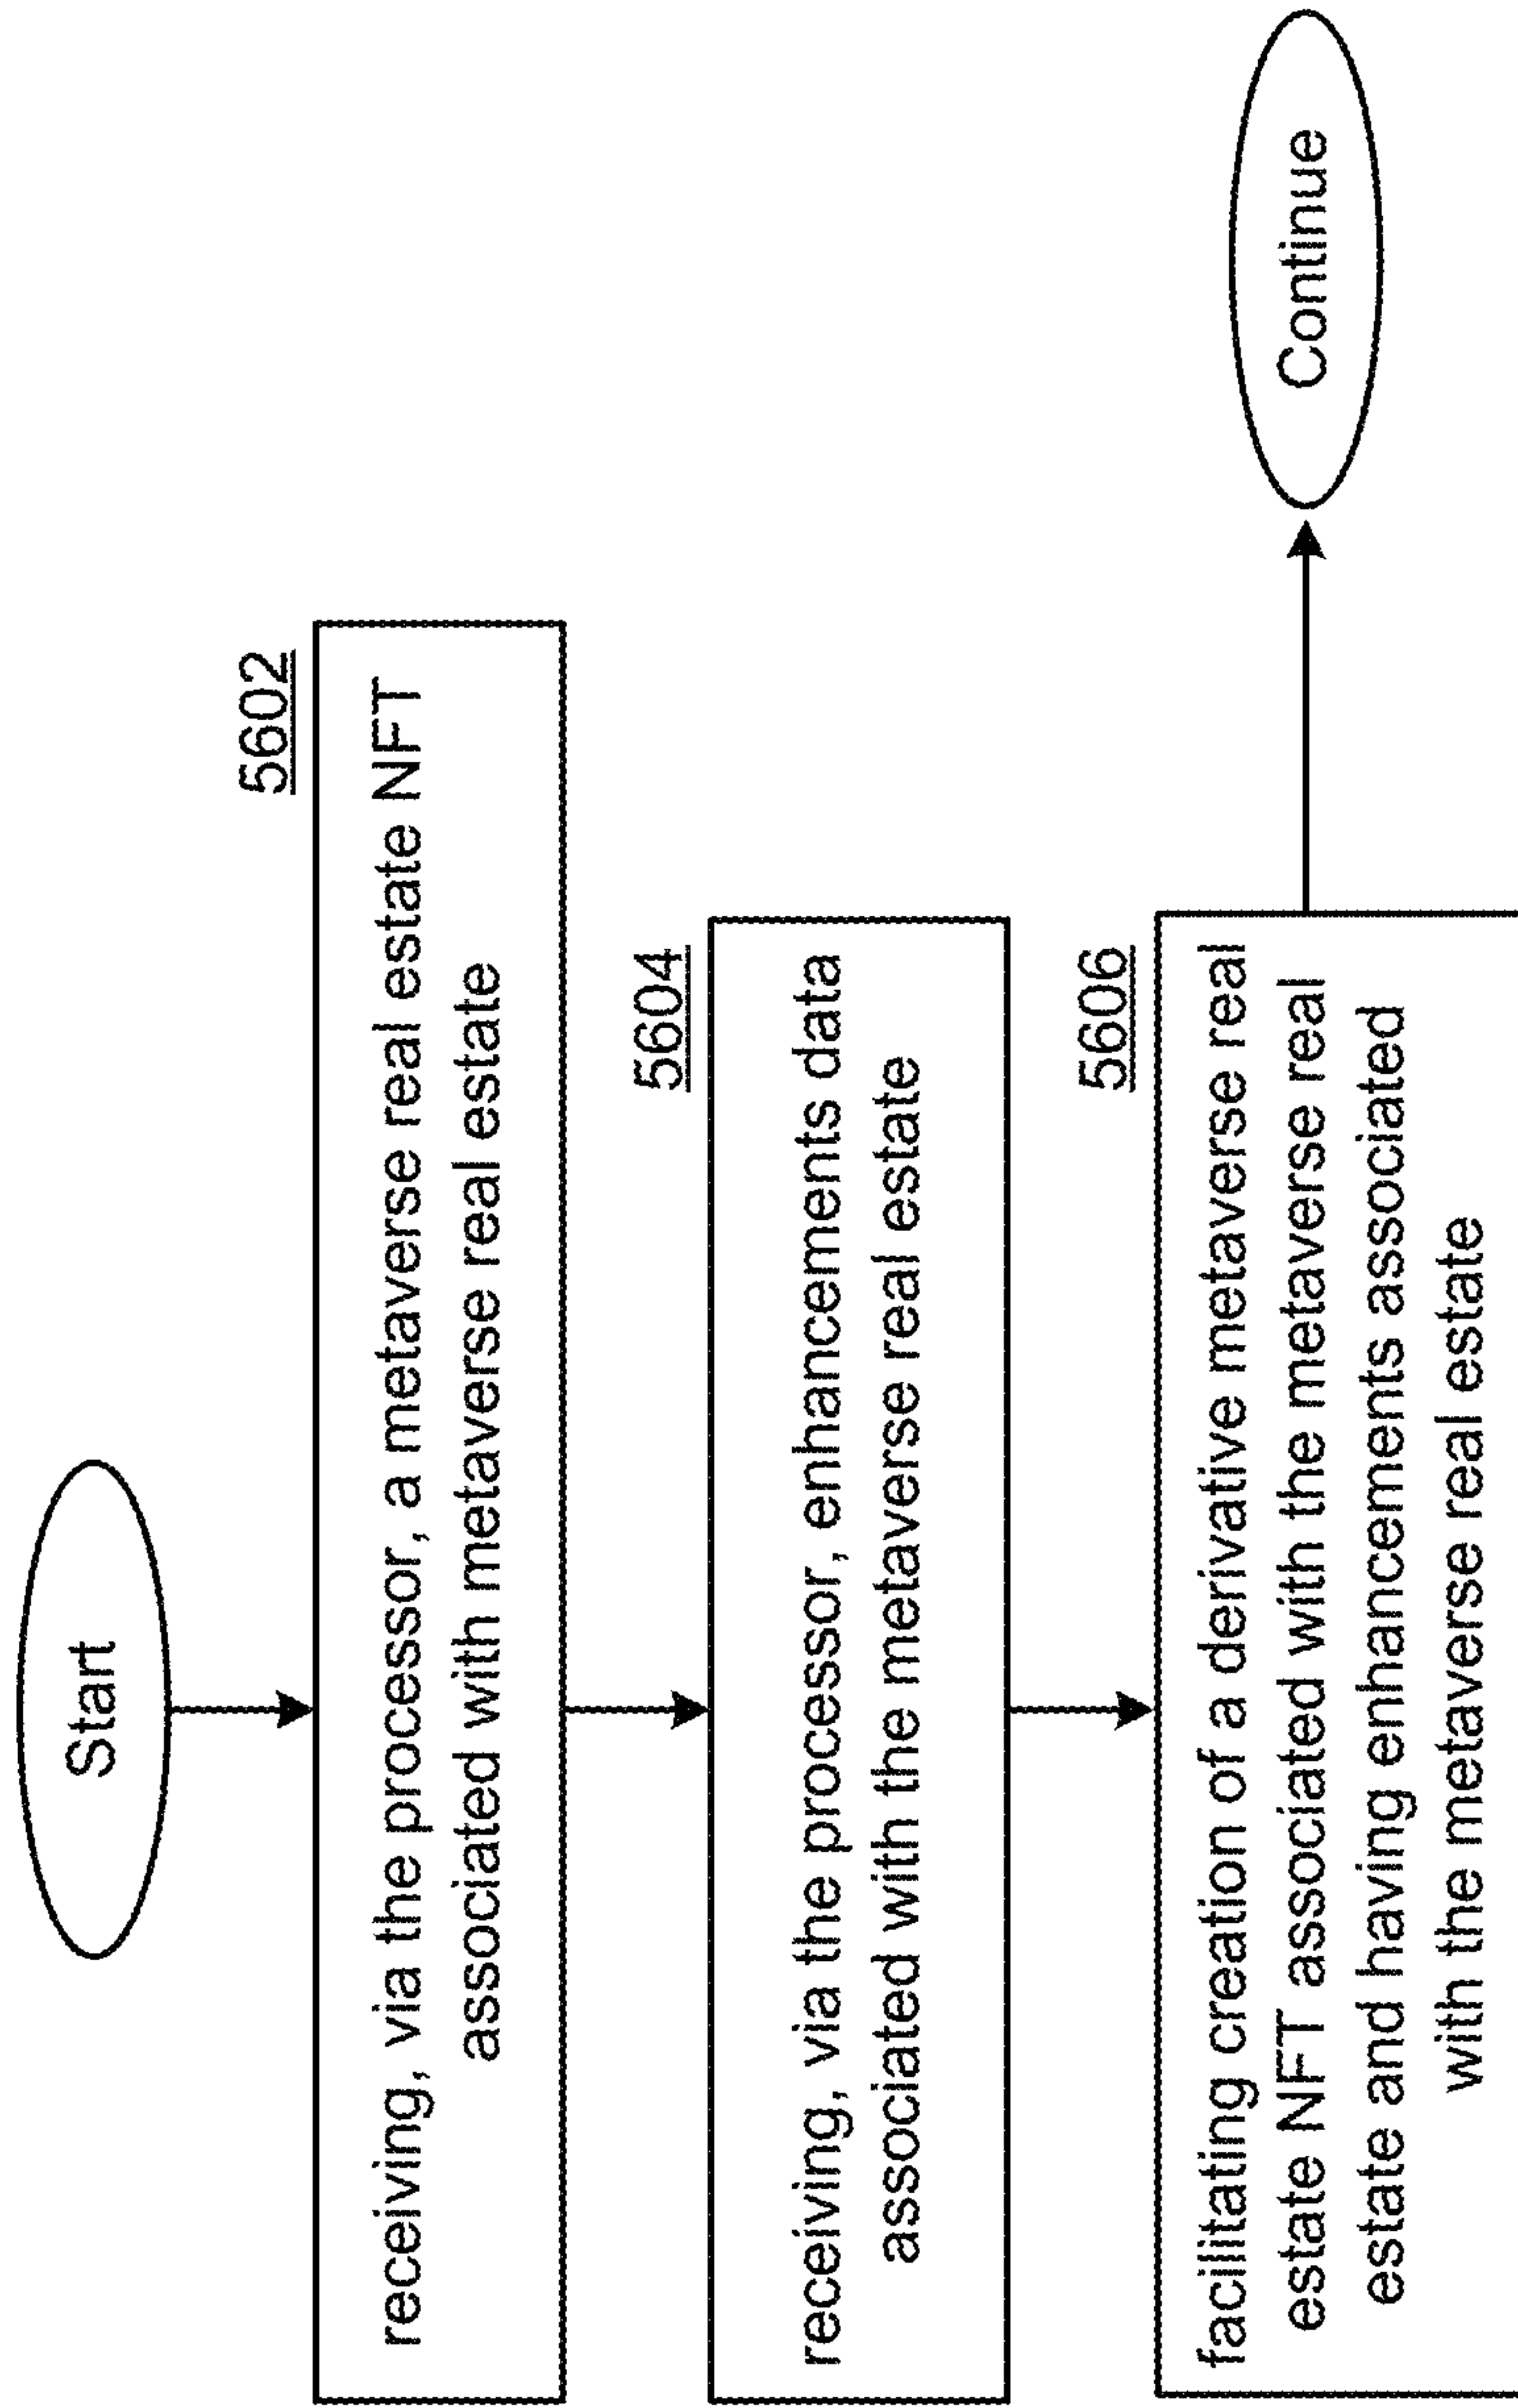 Start
5602
receiving, via the processor, a metaverse real estate NFT
associated with metaverse real estate
5604
receiving, via the processor, enhancements data
associated with the metaverse real estate
5606
facilitating creation of a derivative metaverse real
estate NFT associated with the metaverse real
estate and having enhancements associated
with the metaverse real estate
Continue